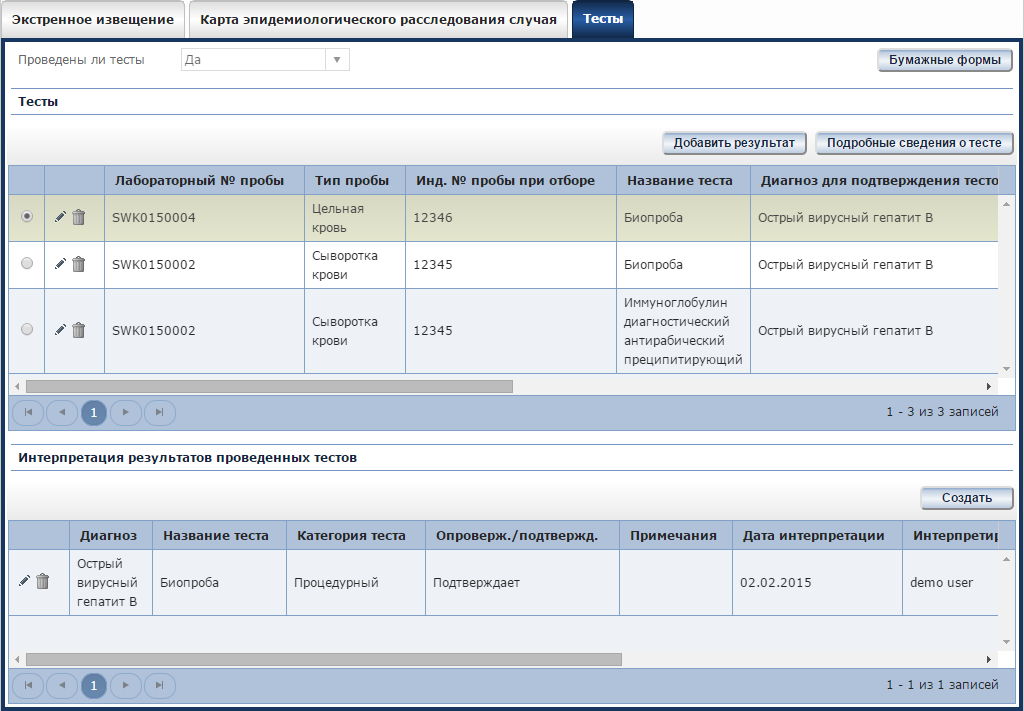 Экстренное извещение
Карта эпидемиологического расследования случая
Тесты
Проведены ли тесты
Да
Бумажные формы
Тесты
Добавить результат
Подробные сведения о тесте
Лабораторный № пробы
Тип пробы
Инд. № пробы при отборе
Название теста
Диагноз для подтверждения тесто
SWK0150004
Цельная
кровь
12346
Биопроба
Острый вирусный гепатит B
SWK0150002
Сыворотка
крови
12345
Биопроба
Острый вирусный гепатит B
SWK0150002
Сыворотка
крови
12345
Иммуноглобулин
диагностический
антирабический
преципитирующий
Острый вирусный гепатит B
1
1 - 3 из 3 записей
Интерпретация результатов проведенных тестов
Создать
Диагноз
Название теста
Категория теста
Опроверж./подтвержд.
Примечания
Дата интерпретации
Интерпретир
Острый
вирусный
гепатит B
Биопроба
Процедурный
Подтверждает
02.02.2015
demo user
1
1 - 1 из 1 записей